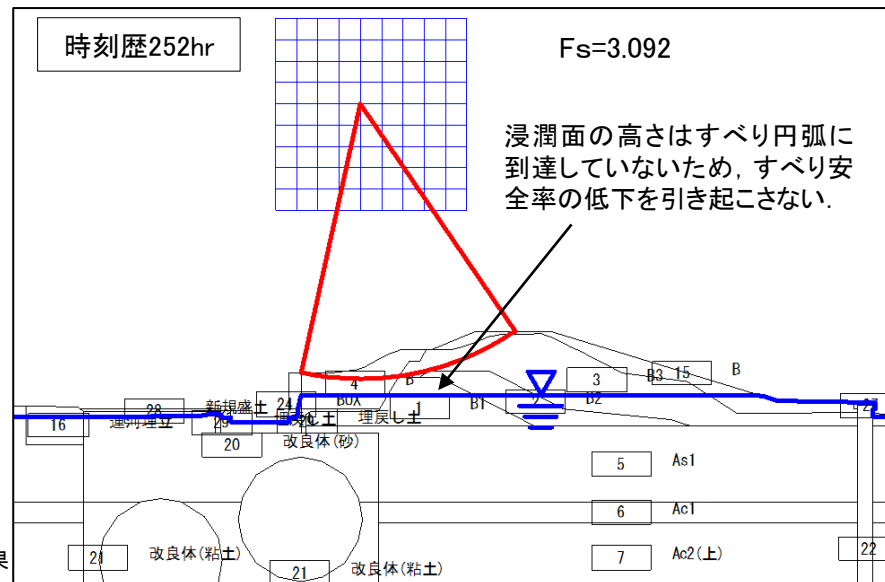 時刻歴252hr
Fs=3.092
浸潤面の高さはすべり円弧に
到達していないため，すべり安
全率の低下を引き起こさない．
4
B
3
B3
15
B
BOX
1
B1
B2
24
27
28
新規盛土
16
運河埋立
29
埋戻し土
20
改良体(砂)
5
As1
6
Ac1
21
改良体(粘土)
7
Ac2(上)
22
21
改良体(粘土)
果